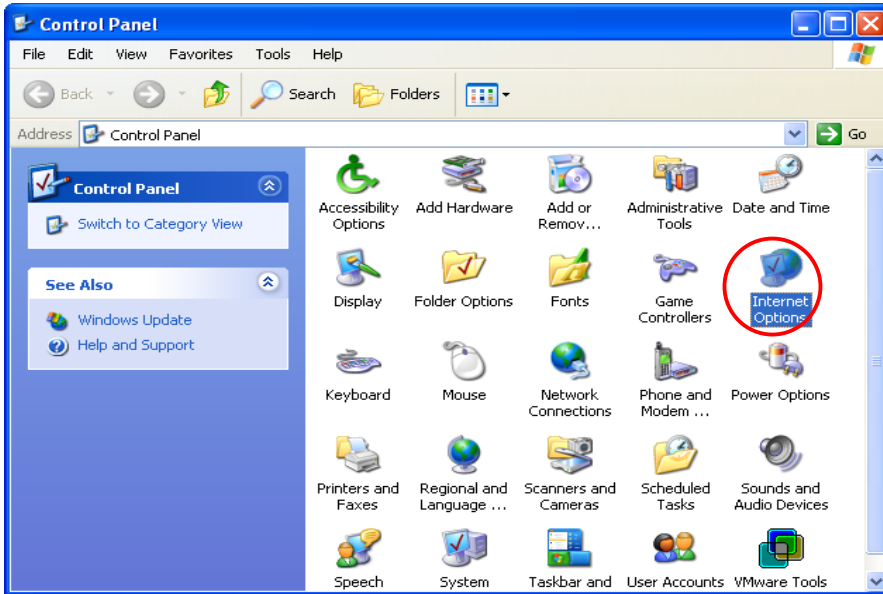 Control Panel
File Edit View Favorites Tools Help
Back Search Folders
Address Control Panel Go
Control Panel
Switch to Category View
See Also
Windows Update
Help and Support
Accessibility Options
Add Hardware
Add or Remov...
Administrative Tools
Date and Time
Display
Folder Options
Fonts
Game Controllers
Internet Options
Keyboard
Mouse
Network Connections
Phone and Modem ...
Power Options
Printers and Faxes
Regional and Language ...
Scanners and Cameras
Scheduled Tasks
Sounds and Audio Devices
Speech
System
Taskbar and
User Accounts
VMware Tools